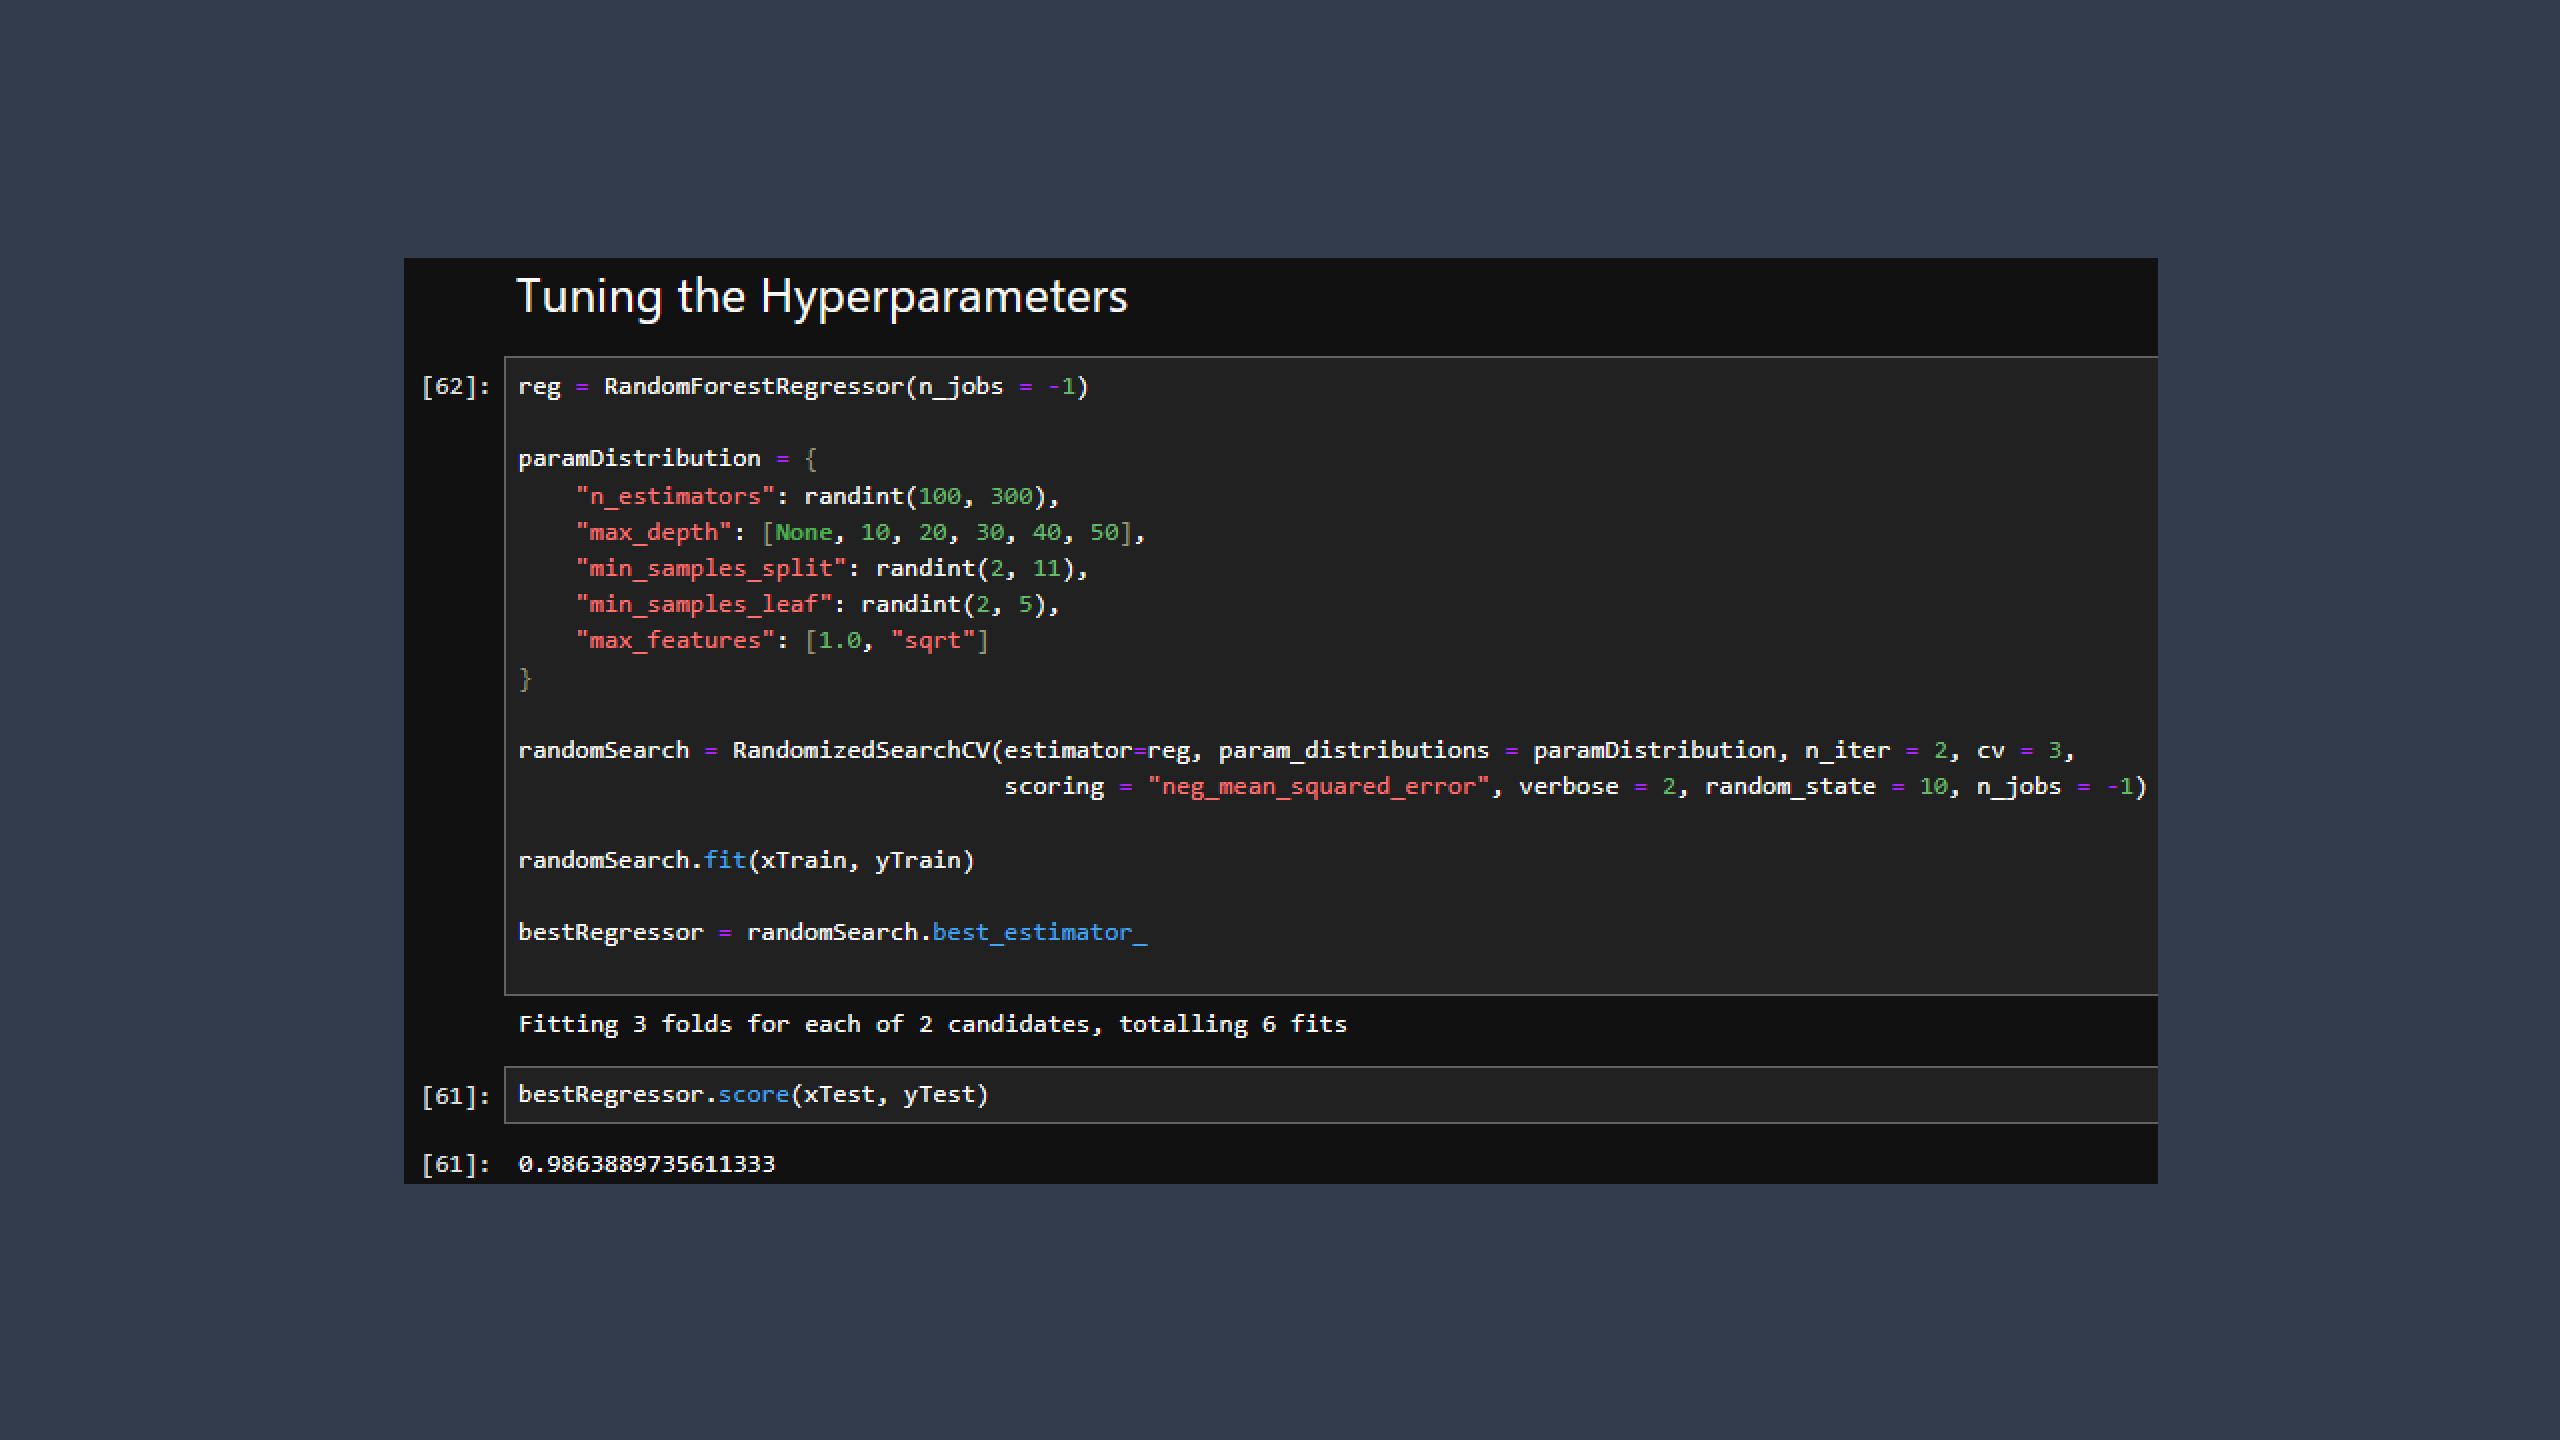 Tuning the Hyperparameters
[62]: reg = RandomForestRegressor(n_jobs = -1)
paramDistribution = {
    "n_estimators": randint(100, 300),
    "max_depth": [None, 10, 20, 30, 40, 50],
    "min_samples_split": randint(2, 11),
    "min_samples_leaf": randint(2, 5),
    "max_features": [1.0, "sqrt"]
}
randomSearch = RandomizedSearchCV(estimator=reg, param_distributions = paramDistribution, n_iter = 2, cv = 3,
                                  scoring = "neg_mean_squared_error", verbose = 2, random_state = 10, n_jobs = -1)
randomSearch.fit(xTrain, yTrain)
bestRegressor = randomSearch.best_estimator_
Fitting 3 folds for each of 2 candidates, totalling 6 fits
[61]: bestRegressor.score(xTest, yTest)
[61]: 0.9863889735611333